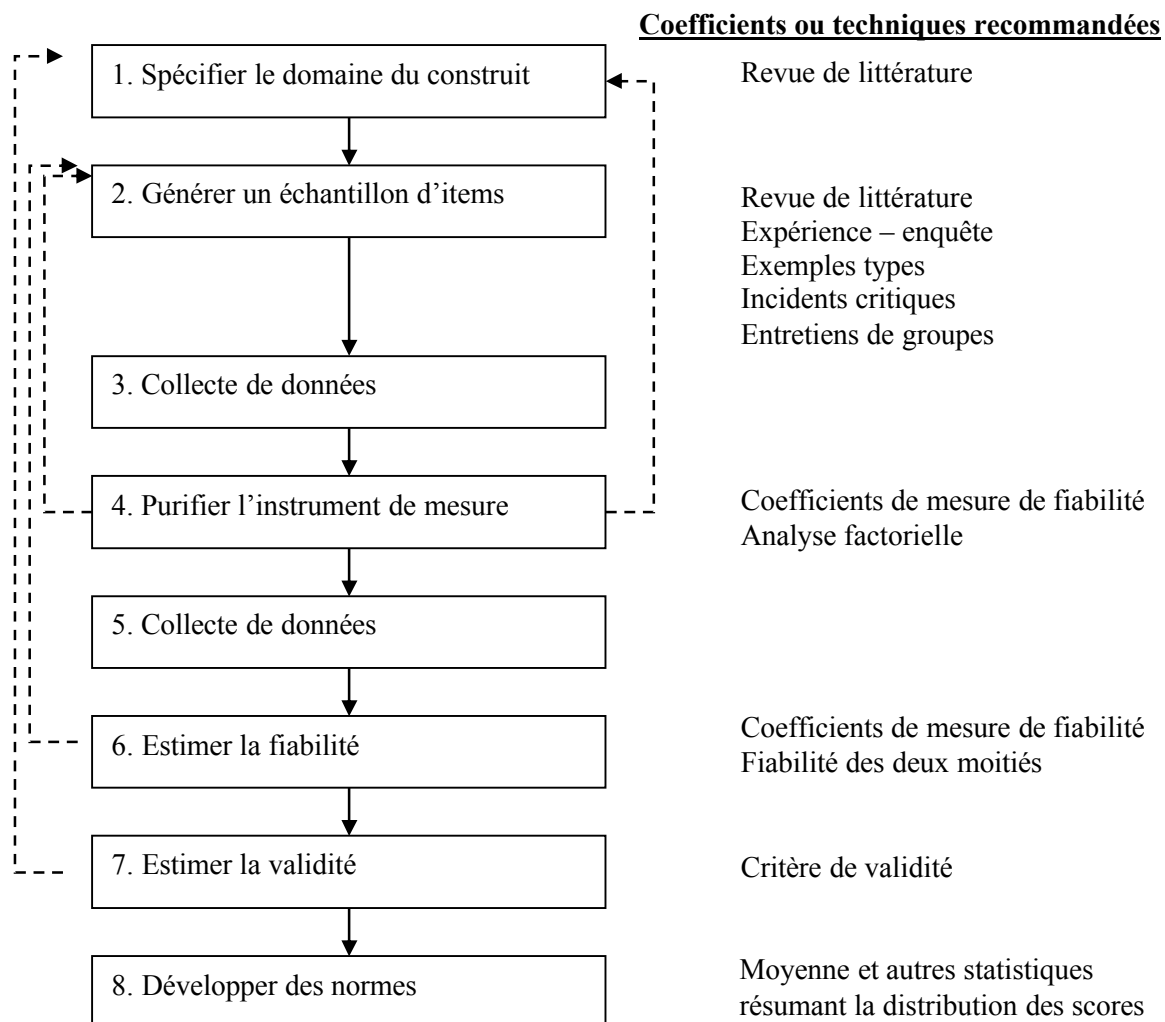 Coefficients ou techniques recommandées
1. Spécifier le domaine du construit
Revue de littérature
2. Générer un échantillon d’items
Revue de littérature
Expérience – enquête
Exemples types
Incidents critiques
Entretiens de groupes
3. Collecte de données
4. Purifier l’instrument de mesure
Coefficients de mesure de fiabilité
Analyse factorielle
5. Collecte de données
6. Estimer la fiabilité
Coefficients de mesure de fiabilité
Fiabilité des deux moitiés
7. Estimer la validité
Critère de validité
8. Développer des normes
Moyenne et autres statistiques
résumant la distribution des scores